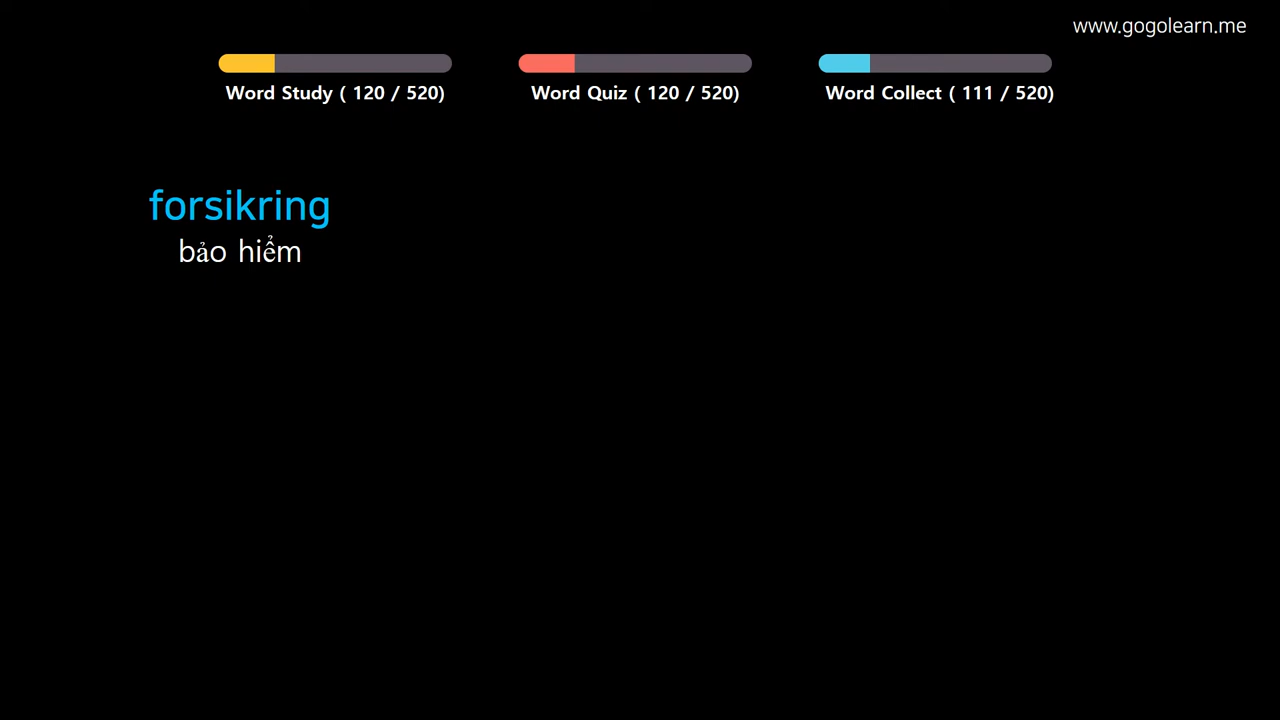 www.gogolearn.me
Word Study ( 120 / 520)
Word Quiz ( 120 / 520)
Word Collect ( 111 / 520)
forsikring
bảo hiểm